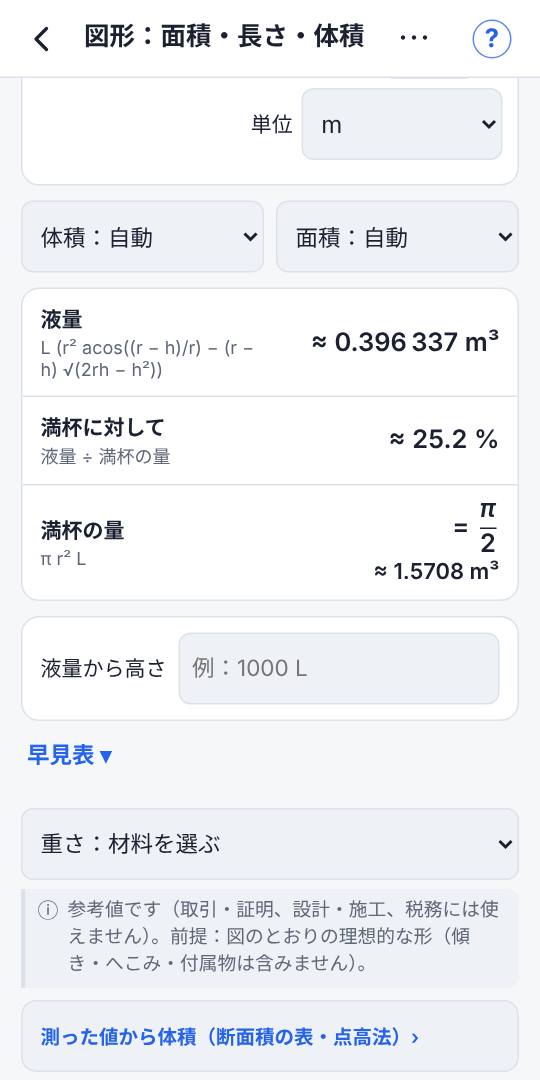 図形：面積・長さ・体積 ··· ?
単位 m
体積：自動 面積：自動
液量
L (r² acos((r − h)/r) − (r −
h) √(2rh − h²))
≈ 0.396 337 m³
満杯に対して
液量 ÷ 満杯の量
≈ 25.2 %
満杯の量
π r² L
= π/2
≈ 1.5708 m³
液量から高さ 例：1000 L
早見表 ▼
重さ：材料を選ぶ
ⓘ 参考値です（取引・証明、設計・施工、税務には使
えません）。前提：図のとおりの理想的な形（傾
き・へこみ・付属物は含みません）。
測った値から体積（断面積の表・点高法）›